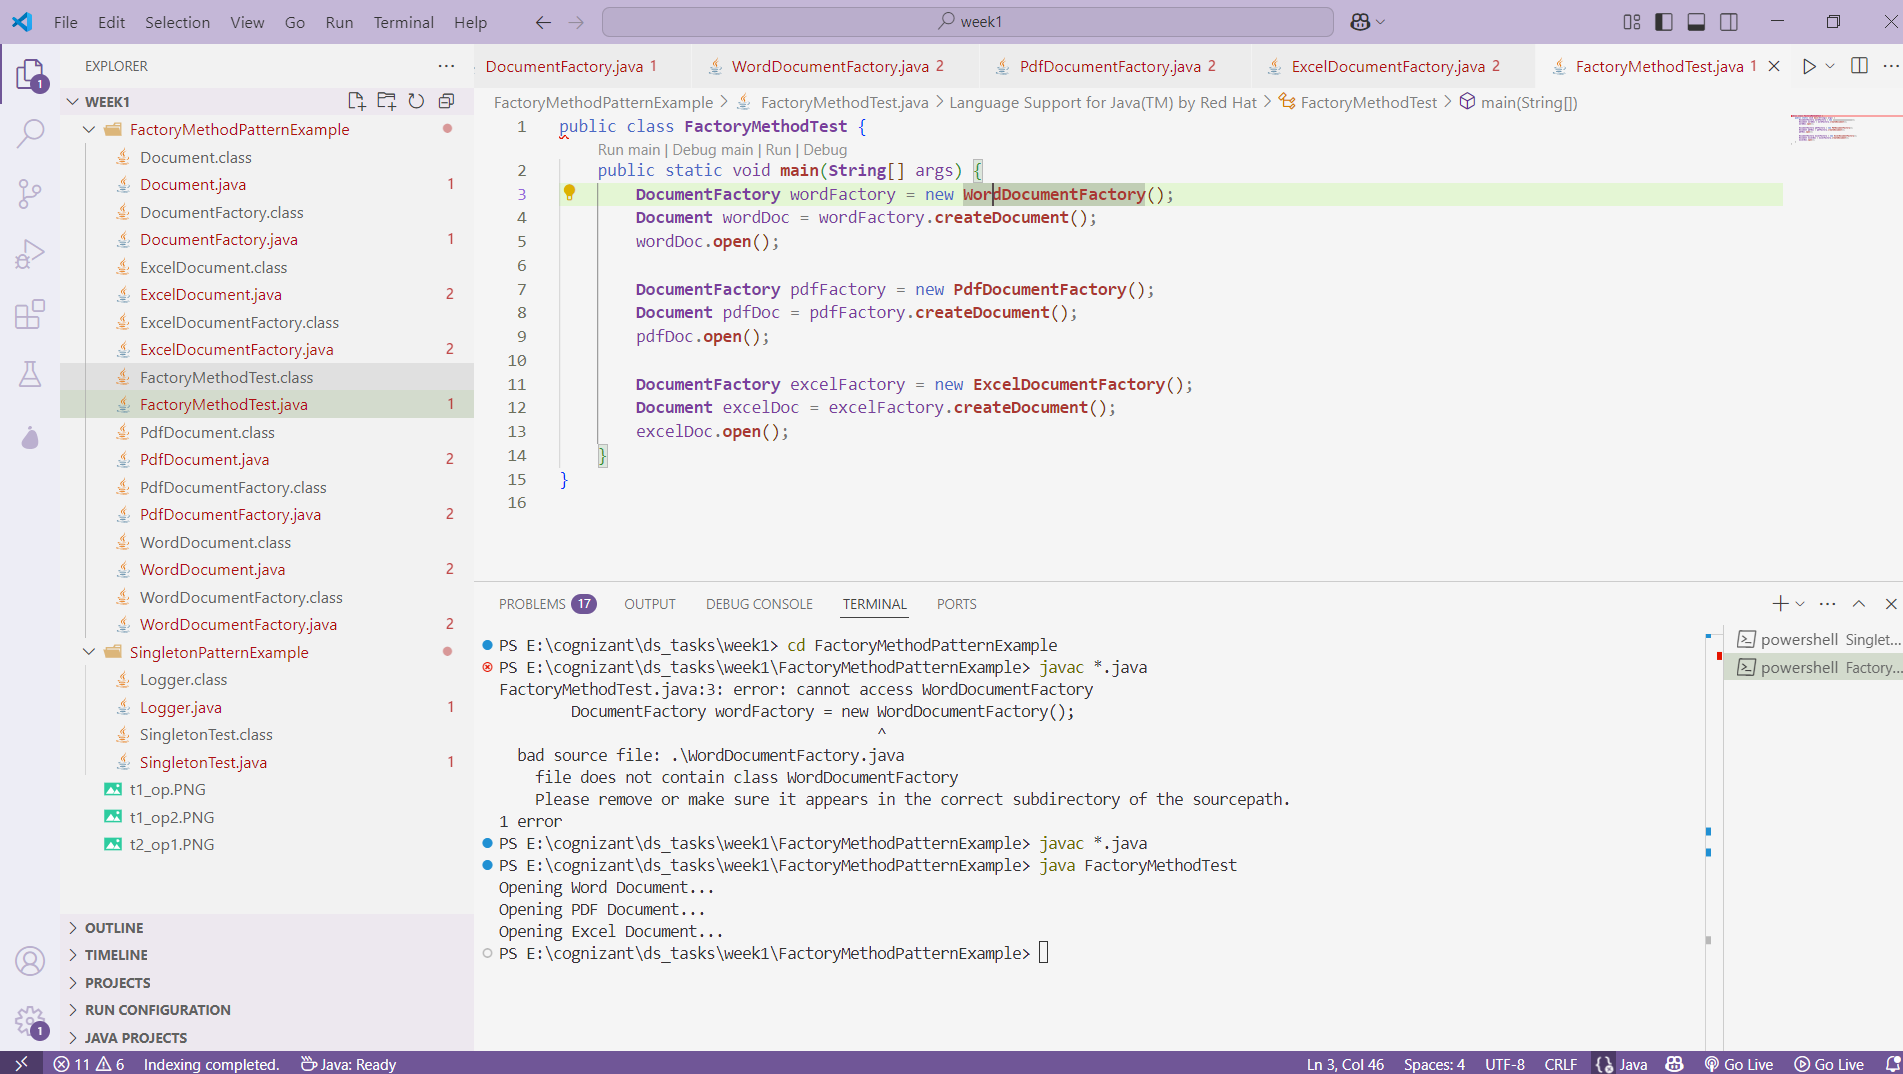 File Edit Selection View Go Run Terminal Help
week1
EXPLORER
WEEK1
FactoryMethodPatternExample
Document.class
Document.java 1
DocumentFactory.class
DocumentFactory.java 1
ExcelDocument.class
ExcelDocument.java 2
ExcelDocumentFactory.class
ExcelDocumentFactory.java 2
FactoryMethodTest.class
FactoryMethodTest.java 1
PdfDocument.class
PdfDocument.java 2
PdfDocumentFactory.class
PdfDocumentFactory.java 2
WordDocument.class
WordDocument.java 2
WordDocumentFactory.class
WordDocumentFactory.java 2
SingletonPatternExample
Logger.class
Logger.java 1
SingletonTest.class
SingletonTest.java 1
t1_op.PNG
t1_op2.PNG
t2_op1.PNG
OUTLINE
TIMELINE
PROJECTS
RUN CONFIGURATION
JAVA PROJECTS
1
1
DocumentFactory.java 1 WordDocumentFactory.java 2 PdfDocumentFactory.java 2 ExcelDocumentFactory.java 2 FactoryMethodTest.java 1
FactoryMethodPatternExample > FactoryMethodTest.java > Language Support for Java(TM) by Red Hat > FactoryMethodTest > main(String[])
1 public class FactoryMethodTest {
Run main | Debug main | Run | Debug
2 public static void main(String[] args) {
3 DocumentFactory wordFactory = new WordDocumentFactory();
4 Document wordDoc = wordFactory.createDocument();
5 wordDoc.open();
6
7 DocumentFactory pdfFactory = new PdfDocumentFactory();
8 Document pdfDoc = pdfFactory.createDocument();
9 pdfDoc.open();
10
11 DocumentFactory excelFactory = new ExcelDocumentFactory();
12 Document excelDoc = excelFactory.createDocument();
13 excelDoc.open();
14 }
15 }
16
PROBLEMS 17 OUTPUT DEBUG CONSOLE TERMINAL PORTS
PS E:\cognizant\ds_tasks\week1> cd FactoryMethodPatternExample
PS E:\cognizant\ds_tasks\week1\FactoryMethodPatternExample> javac *.java
FactoryMethodTest.java:3: error: cannot access WordDocumentFactory
DocumentFactory wordFactory = new WordDocumentFactory();
^
bad source file: .\WordDocumentFactory.java
file does not contain class WordDocumentFactory
Please remove or make sure it appears in the correct subdirectory of the sourcepath.
1 error
PS E:\cognizant\ds_tasks\week1\FactoryMethodPatternExample> javac *.java
PS E:\cognizant\ds_tasks\week1\FactoryMethodPatternExample> java FactoryMethodTest
Opening Word Document...
Opening PDF Document...
Opening Excel Document...
PS E:\cognizant\ds_tasks\week1\FactoryMethodPatternExample>
powershell Singlet...
powershell Factory...
11 6 Indexing completed. Java: Ready Ln 3, Col 46 Spaces: 4 UTF-8 CRLF Java Go Live Go Live